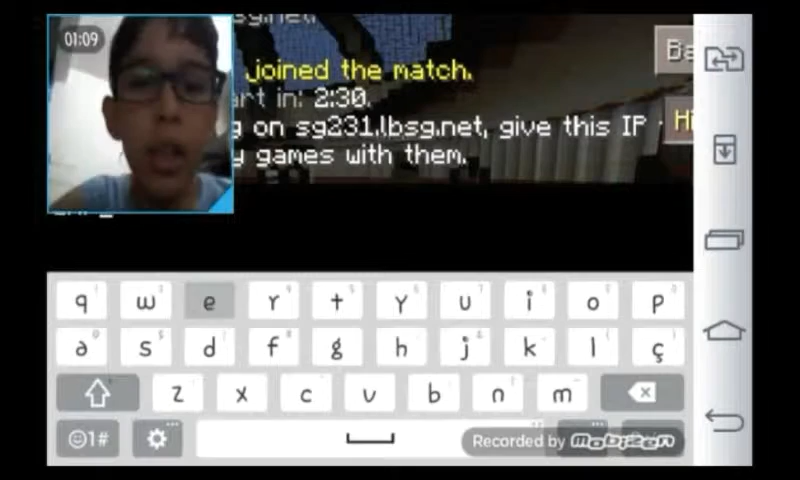 01:09
joined the match.
in: 2:30.
on sg231.lbsg.net, give this IP
games with them.
q w e r t y u i o p
a s d f g h j k l ç
z x c v b n m
1#
Recorded by mobizen